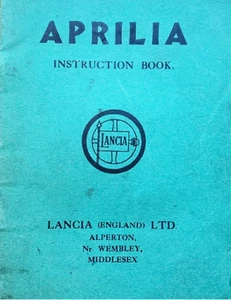 APRILIA
INSTRUCTION BOOK.
LANCIA
LANCIA (ENGLAND) LTD.
ALPERTON,
Nr. WEMBLEY,
MIDDLESEX